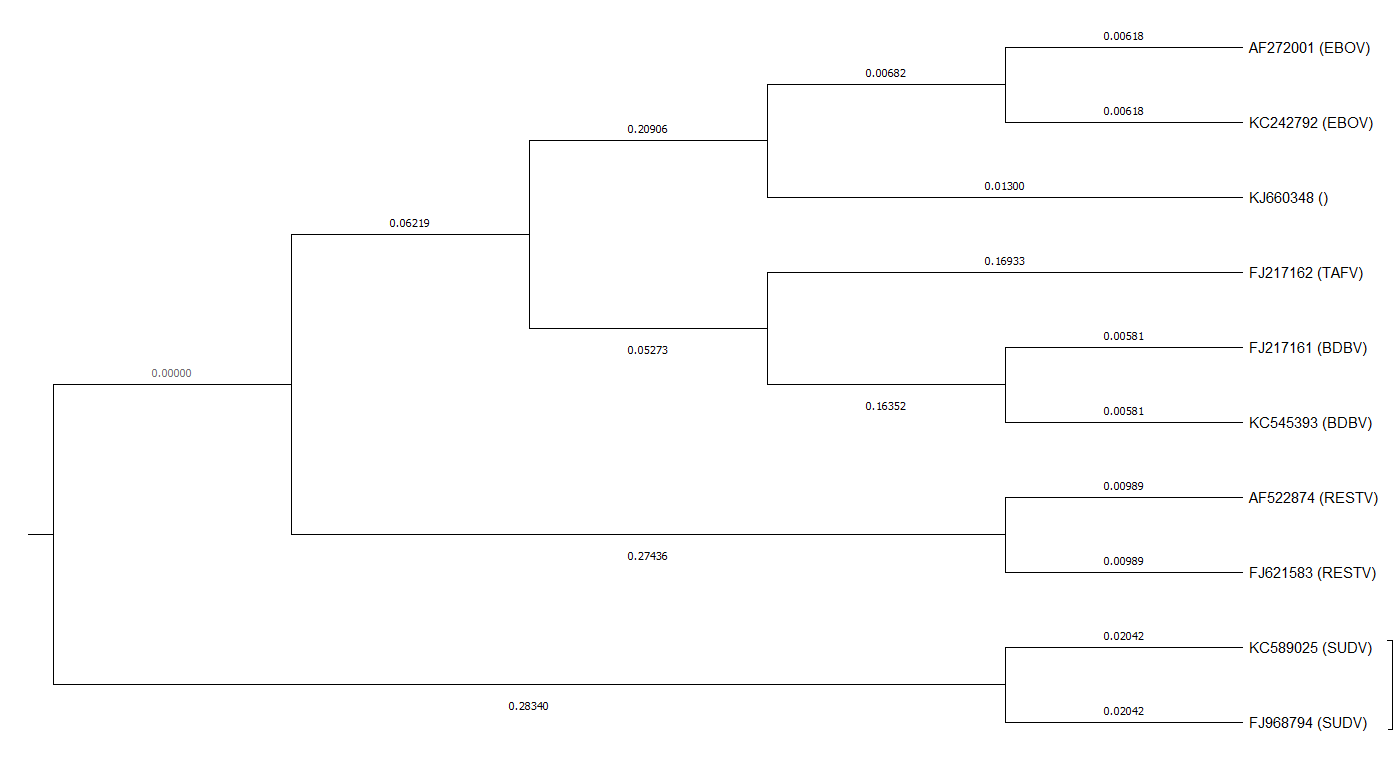 0.00618
AF272001 (EBOV)
0.00682
0.00618
KC242792 (EBOV)
0.20906
0.01300
KJ660348 ()
0.06219
0.16933
FJ217162 (TAFV)
0.05273
0.00581
FJ217161 (BDBV)
0.00000
0.16352
0.00581
KC545393 (BDBV)
0.00989
AF522874 (RESTV)
0.27436
0.00989
FJ621583 (RESTV)
0.02042
KC589025 (SUDV)
0.28340
0.02042
FJ968794 (SUDV)